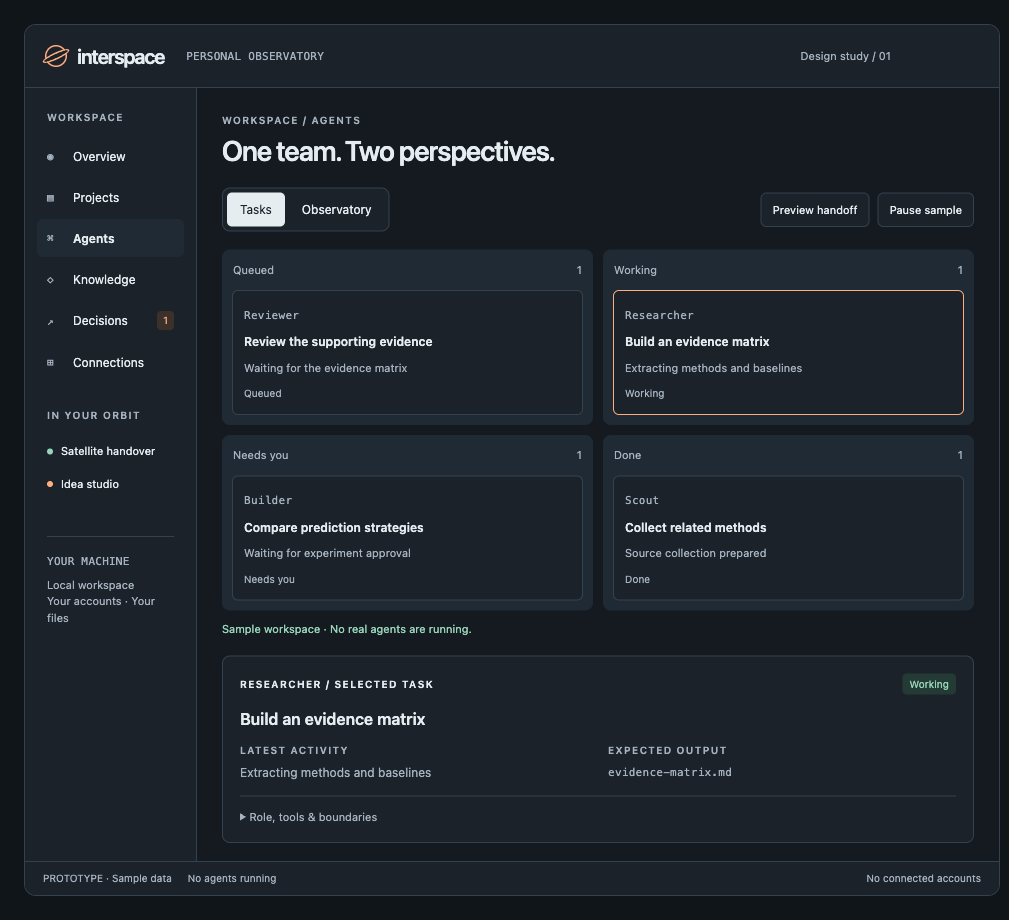 interspace
PERSONAL OBSERVATORY
Design study / 01
WORKSPACE
Overview
Projects
Agents
Knowledge
Decisions
1
Connections
IN YOUR ORBIT
Satellite handover
Idea studio
YOUR MACHINE
Local workspace
Your accounts · Your
files
WORKSPACE / AGENTS
One team. Two perspectives.
Tasks
Observatory
Preview handoff
Pause sample
Queued
1
Reviewer
Review the supporting evidence
Waiting for the evidence matrix
Queued
Working
1
Researcher
Build an evidence matrix
Extracting methods and baselines
Working
Needs you
1
Builder
Compare prediction strategies
Waiting for experiment approval
Needs you
Done
1
Scout
Collect related methods
Source collection prepared
Done
Sample workspace · No real agents are running.
RESEARCHER / SELECTED TASK
Working
Build an evidence matrix
LATEST ACTIVITY
Extracting methods and baselines
EXPECTED OUTPUT
evidence-matrix.md
Role, tools & boundaries
PROTOTYPE · Sample data
No agents running
No connected accounts